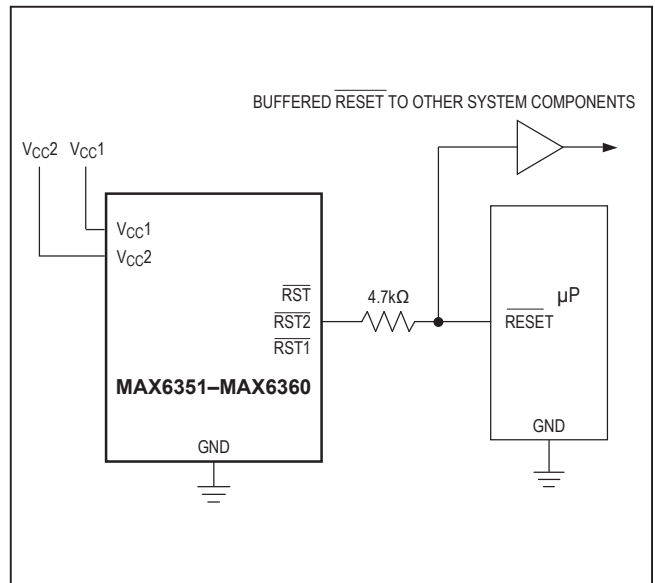 BUFFERED RESET TO OTHER SYSTEM COMPONENTS
VCC2 VCC1
VCC1
VCC2
RST
RST2
RST1
MAX6351–MAX6360
GND
4.7kΩ
µP
RESET
GND